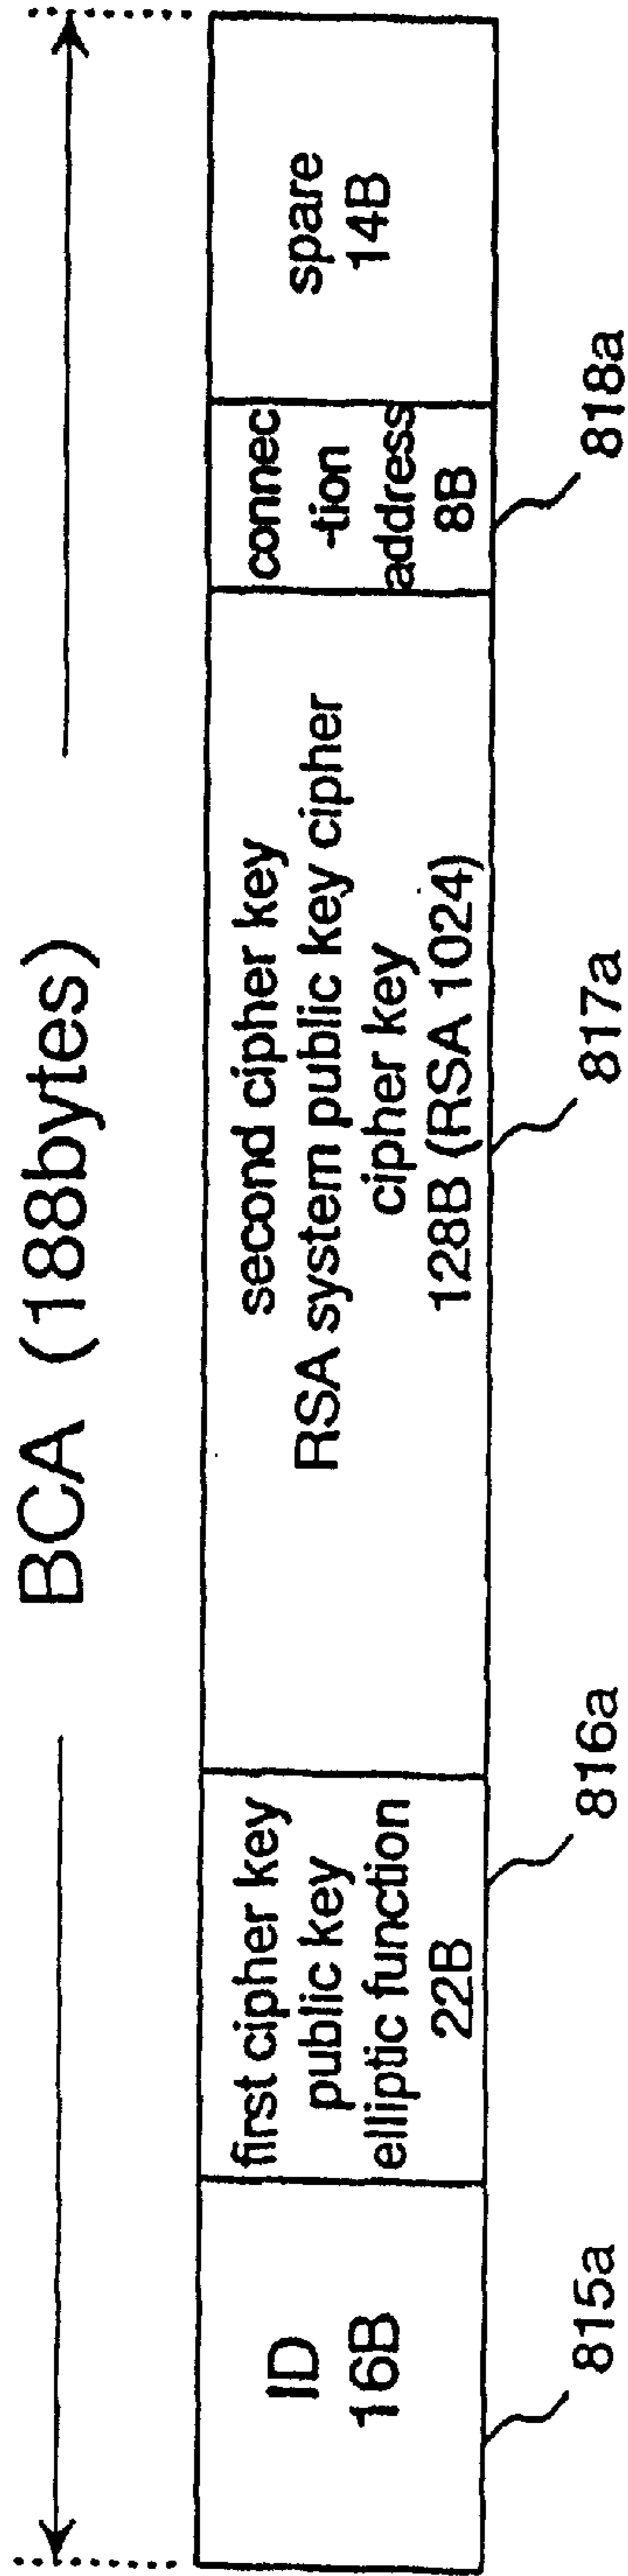 BCA (188bytes)
ID
16B
first cipher key
public key
elliptic function
22B
second cipher key
RSA system public key cipher
cipher key
128B (RSA 1024)
connec
-tion
address
8B
spare
14B
815a
816a
817a
818a